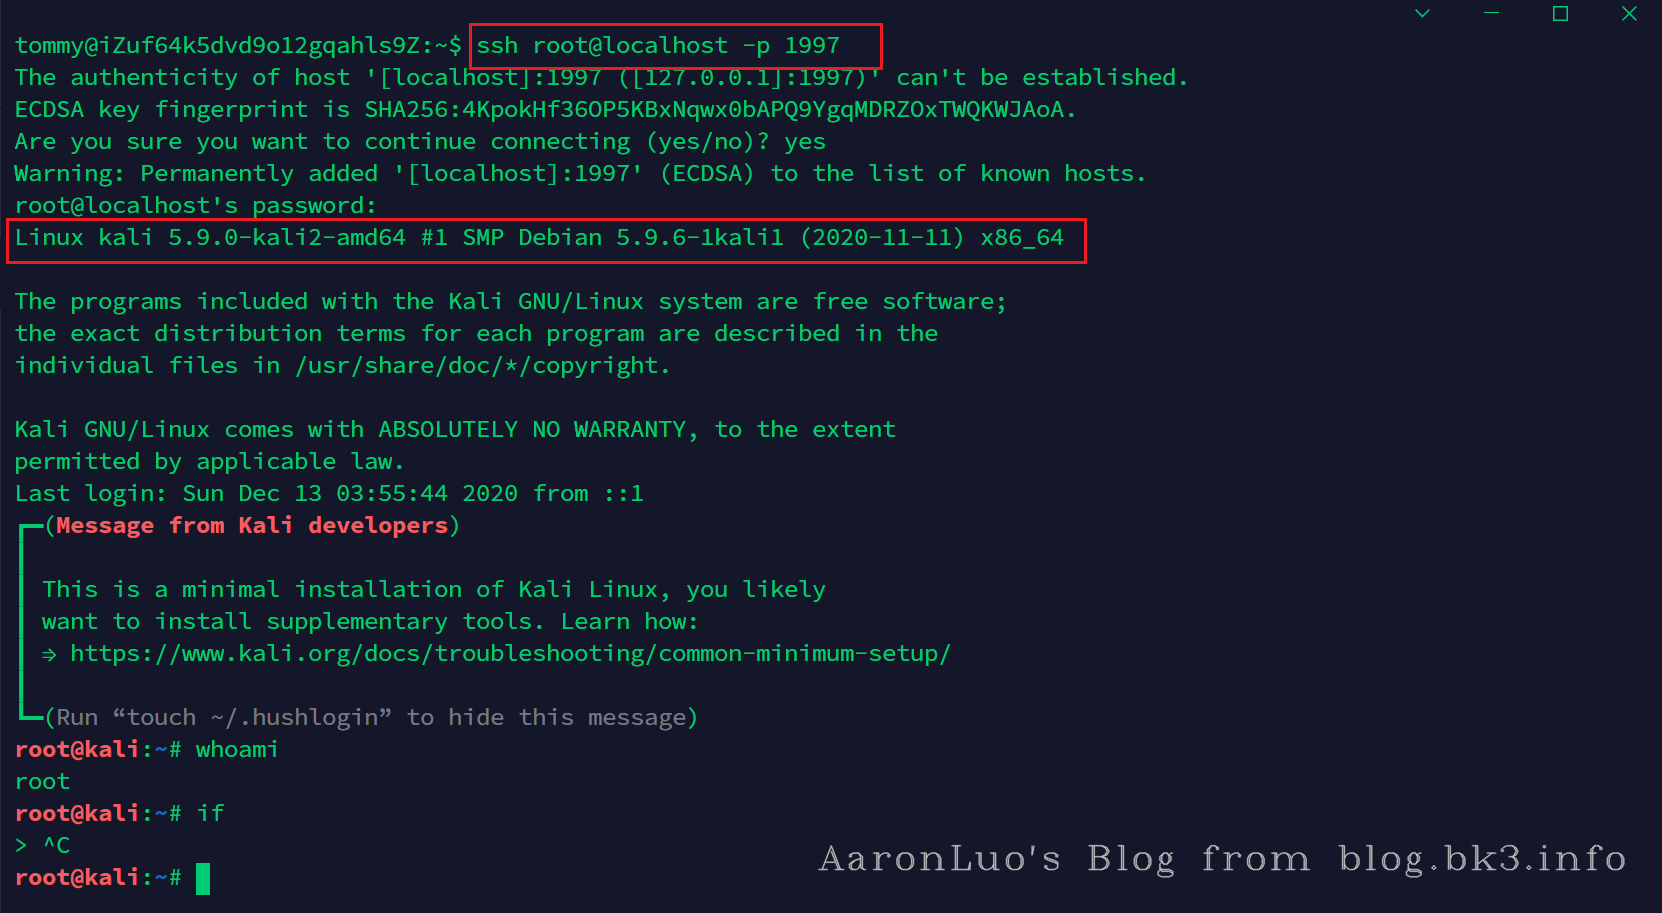 tommy@iZuf64k5dvd9o12gqahls9Z:~$ ssh root@localhost -p 1997
The authenticity of host '[localhost]:1997 ([127.0.0.1]:1997)' can't be established.
ECDSA key fingerprint is SHA256:4KpokHf36OP5KBxNqwx0bAPQ9YgqMDRZOxTWQKWJAoA.
Are you sure you want to continue connecting (yes/no)? yes
Warning: Permanently added '[localhost]:1997' (ECDSA) to the list of known hosts.
root@localhost's password:
Linux kali 5.9.0-kali2-amd64 #1 SMP Debian 5.9.6-1kali1 (2020-11-11) x86_64
The programs included with the Kali GNU/Linux system are free software;
the exact distribution terms for each program are described in the
individual files in /usr/share/doc/*/copyright.
Kali GNU/Linux comes with ABSOLUTELY NO WARRANTY, to the extent
permitted by applicable law.
Last login: Sun Dec 13 03:55:44 2020 from ::1
┏━(Message from Kali developers)
┃
┃ This is a minimal installation of Kali Linux, you likely
┃ want to install supplementary tools. Learn how:
┃ ⇒ https://www.kali.org/docs/troubleshooting/common-minimum-setup/
┃
┗━(Run “touch ~/.hushlogin” to hide this message)
root@kali:~# whoami
root
root@kali:~# if
> ^C
root@kali:~#
AaronLuo's Blog from blog.bk3.info